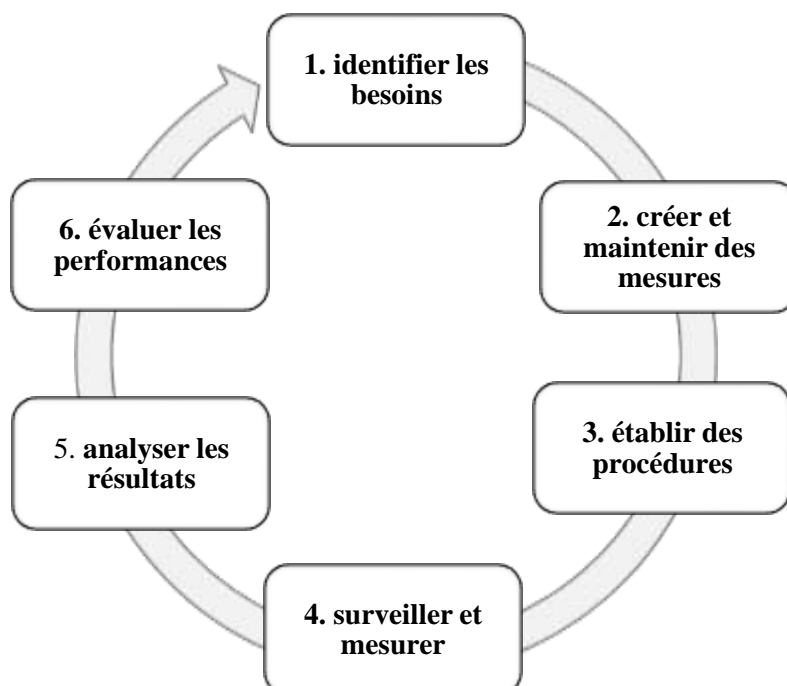 1. identifier les
besoins
2. créer et
maintenir des
mesures
3. établir des
procédures
4. surveiller et
mesurer
5. analyser les
résultats
6. évaluer les
performances